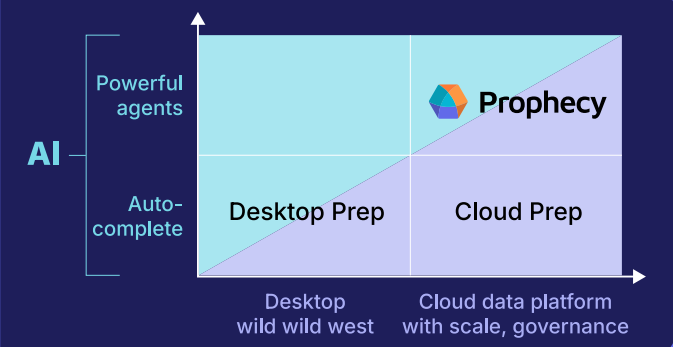 Powerful
agents
Prophecy
AI
Auto-
complete
Desktop Prep
Cloud Prep
Desktop
wild wild west
Cloud data platform
with scale, governance